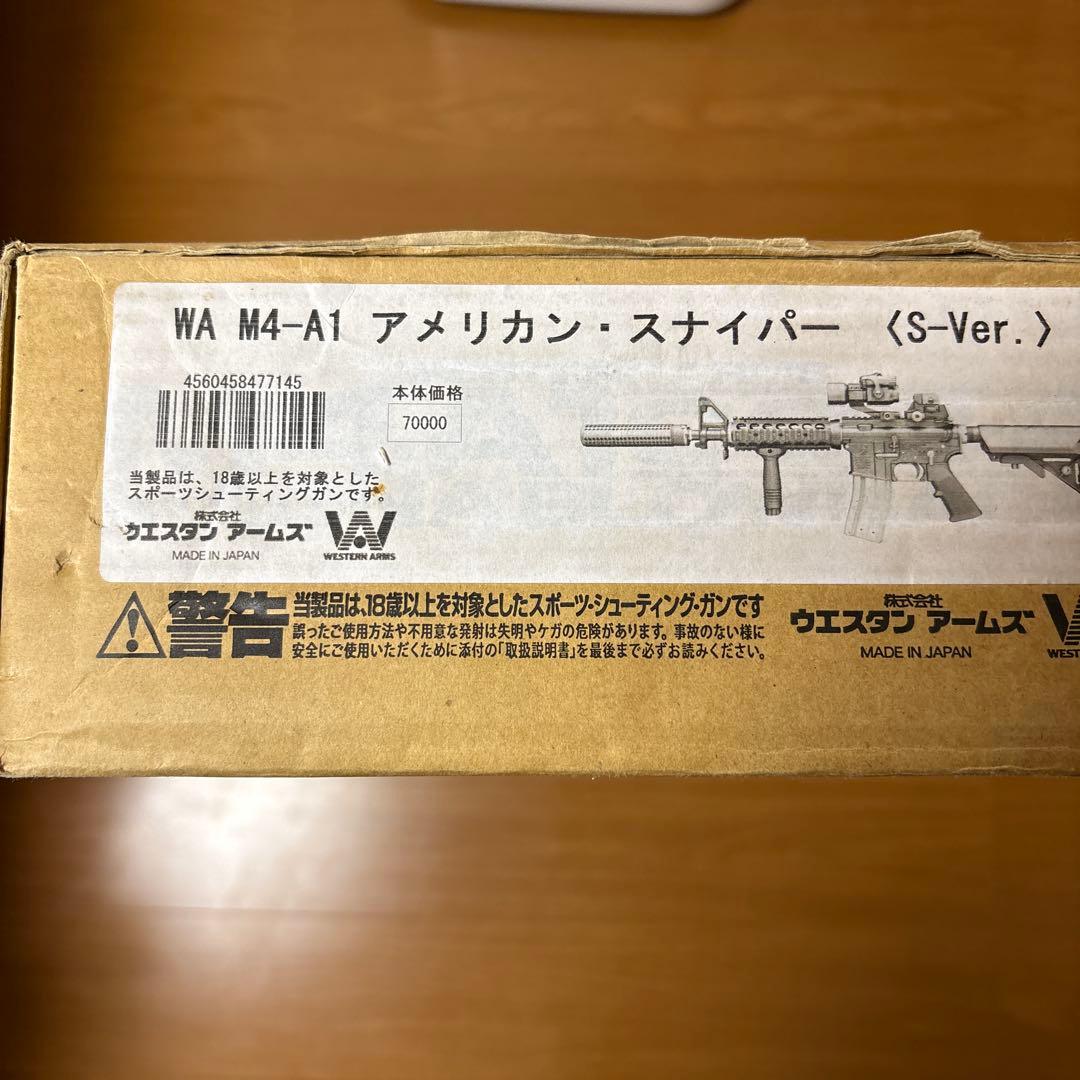 WA M4-A1 アメリカン・スナイパー 〈S-Ver.〉
4560458477145
本体価格
70000
当製品は、18歳以上を対象とした
スポーツシューティングガンです。
株式会社
ウエスタン アームズ
MADE IN JAPAN
WESTERN ARMS
警告
当製品は、18歳以上を対象としたスポーツ・シューティング・ガンです
誤ったご使用方法や不用意な発射は失明やケガの危険があります。事故のない様に
安全にご使用いただくために添付の「取扱説明書」を最後まで必ずお読みください。
株式会社
ウエスタン アームズ
MADE IN JAPAN
WEST